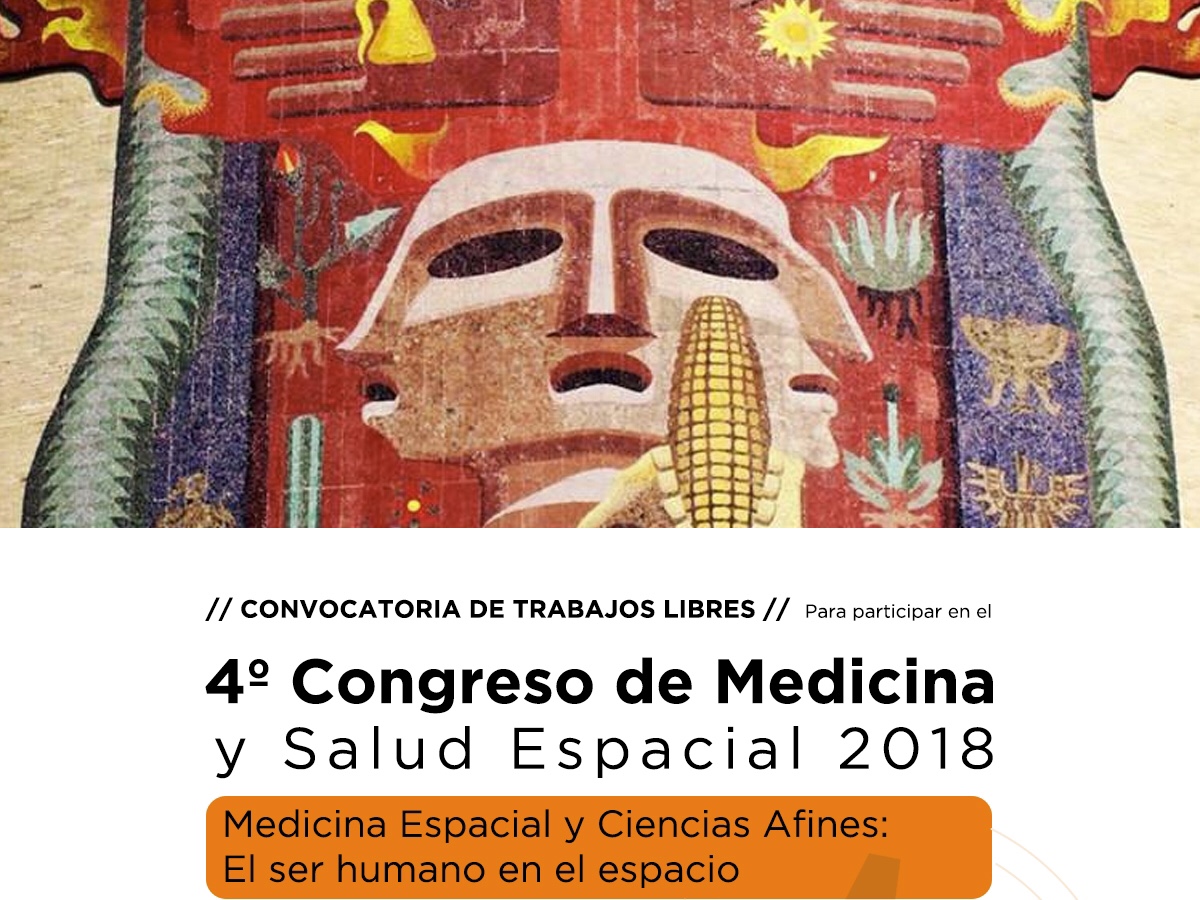 // CONVOCATORIA DE TRABAJOS LIBRES // Para participar en el
4º Congreso de Medicina
y Salud Espacial 2018
Medicina Espacial y Ciencias Afines:
El ser humano en el espacio